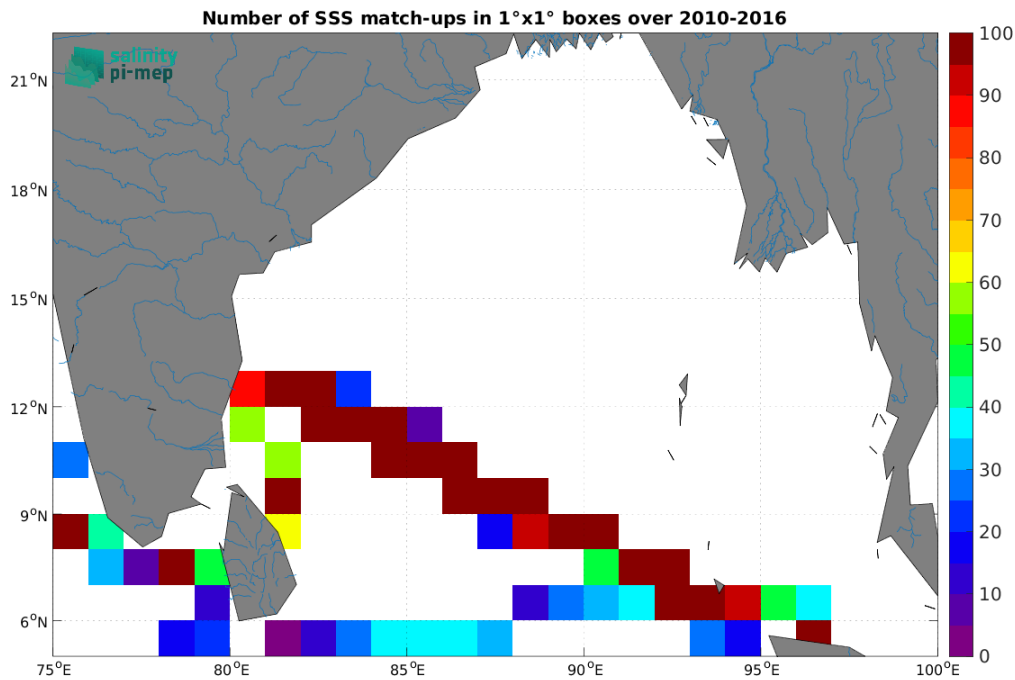 Number of SSS match-ups in 1°x1° boxes over 2010-2016
salinity
pi-mep
21°N
18°N
15°N
12°N
9°N
6°N
75°E 80°E 85°E 90°E 95°E 100°E
100
90
80
70
60
50
40
30
20
10
0